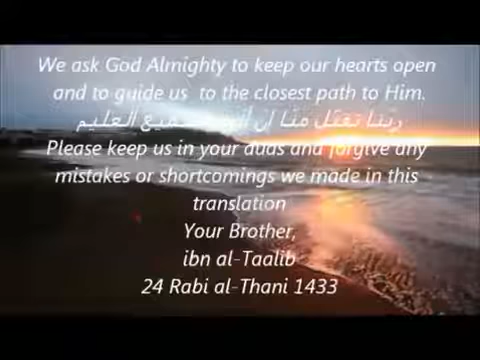 We ask God Almighty to keep our hearts open
and to guide us to the closest path to Him.
ربنا تقبل منا إن السميع العليم
Please keep us in your duas and forgive any
mistakes or shortcomings we made in this
translation
Your Brother,
ibn al-Taalib
24 Rabi al-Thani 1433